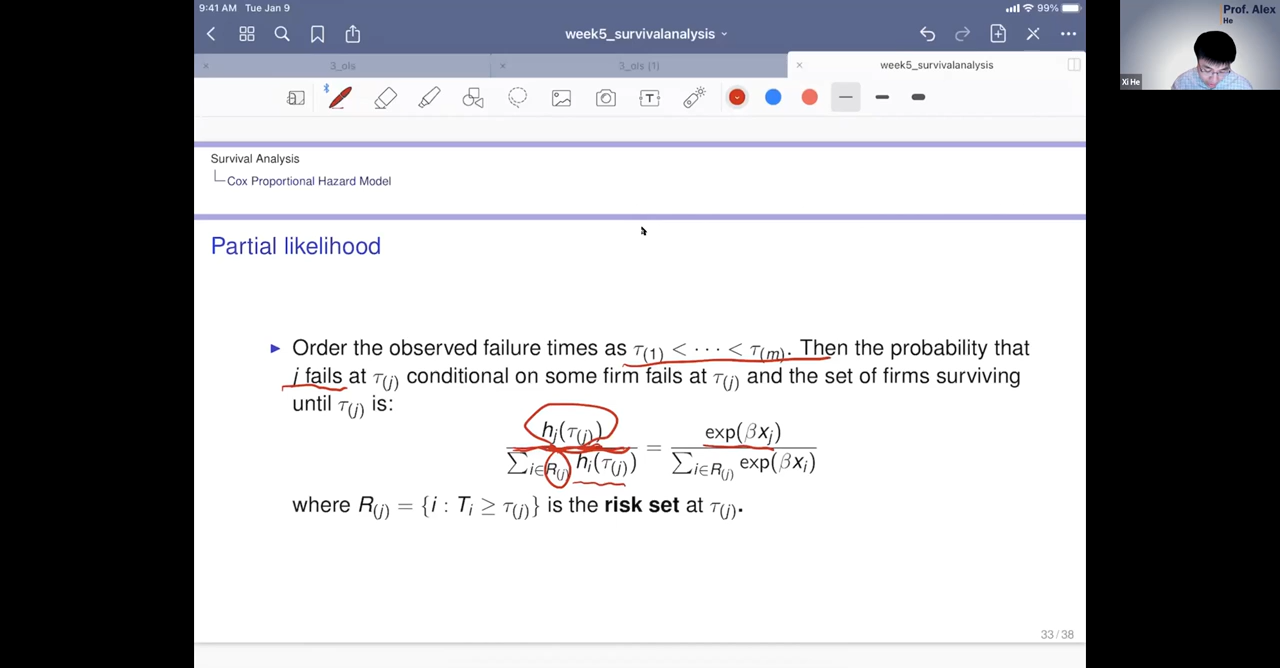 9:41 AM Tue Jan 9
99%
week5_survivalanalysis
3_ols
3_ols (1)
week5_survivalanalysis
Prof. Alex
He
Xi He
Survival Analysis
Cox Proportional Hazard Model
Partial likelihood
► Order the observed failure times as τ(1) < ··· < τ(m). Then the probability that
j fails at τ(j) conditional on some firm fails at τ(j) and the set of firms surviving
until τ(j) is:
hj(τ(j)) / ∑i∈R(j) hi(τ(j)) = exp(βxj) / ∑i∈R(j) exp(βxi)
where R(j) = {i : Ti ≥ τ(j)} is the risk set at τ(j).
33 / 38